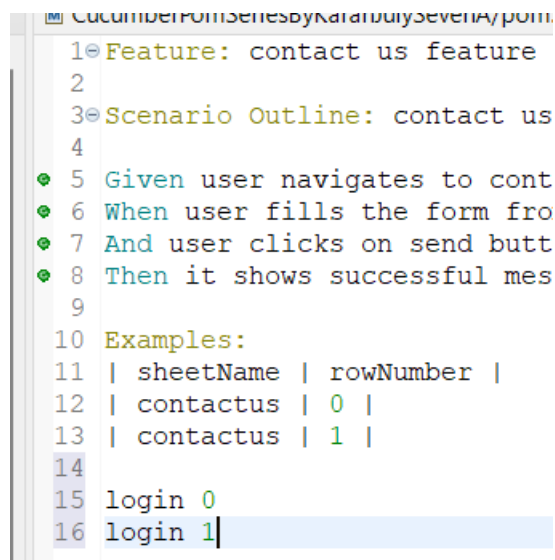 CucumberPomSeriesByKararbulySevenA/pom.
1 Feature: contact us feature
2
3 Scenario Outline: contact us
4
5 Given user navigates to cont
6 When user fills the form fro
7 And user clicks on send butt
8 Then it shows successful mes
9
10 Examples:
11 | sheetName | rowNumber |
12 | contactus | 0 |
13 | contactus | 1 |
14
15 login 0
16 login 1